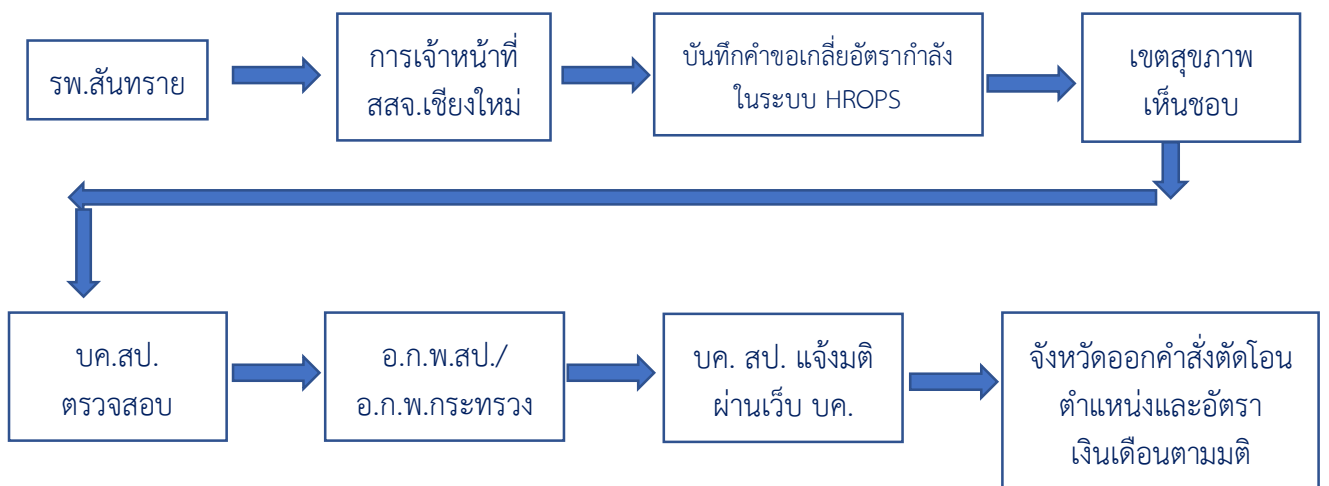 รพ.สันทราย
การเจ้าหน้าที่
สสจ.เชียงใหม่
บันทึกคำขอเกลี่ยอัตรากำลัง
ในระบบ HROPS
เขตสุขภาพ
เห็นชอบ
บค.สป.
ตรวจสอบ
อ.ก.พ.สป./
อ.ก.พ.กระทรวง
บค. สป. แจ้งมติ
ผ่านเว็บ บค.
จังหวัดออกคำสั่งตัดโอน
ตำแหน่งและอัตรา
เงินเดือนตามมติ